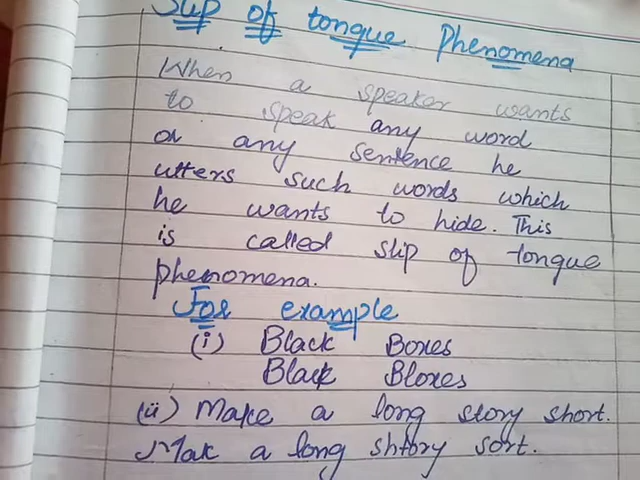 Slip of tongue Phenomena
When a speaker wants
to speak any word
or any sentence he
utters such words which
he wants to hide. This
is called slip of tongue
phenomena.
For example
(i) Black Boxes
Black Bloxes
(ii) Make a long story short.
Mak a long shtory sort.